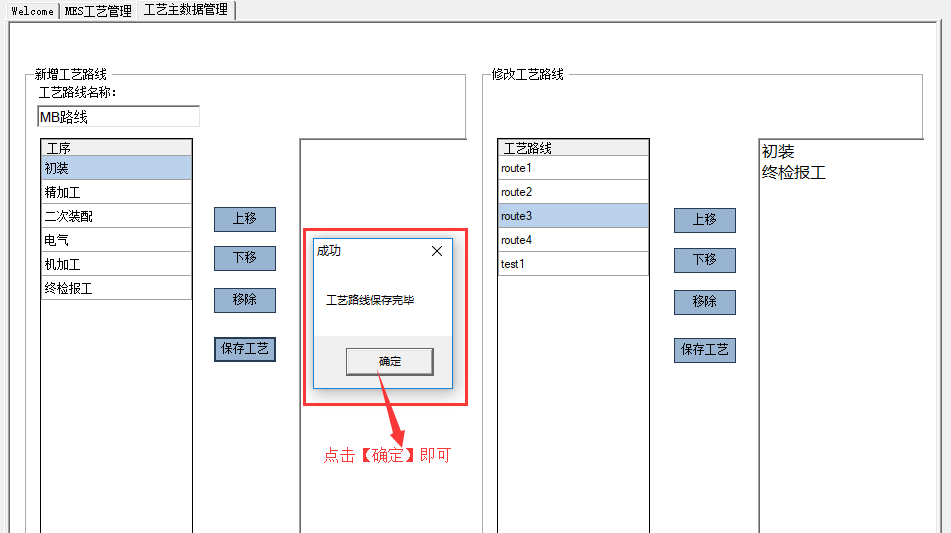 Welcome
MES工艺管理
工艺主数据管理
新增工艺路线
工艺路线名称:
MB路线
工序
初装
精加工
二次装配
电气
机加工
终检报工
上移
下移
移除
保存工艺
成功
工艺路线保存完毕
确定
点击【确定】即可
修改工艺路线
工艺路线
route1
route2
route3
route4
test1
上移
下移
移除
保存工艺
初装
终检报工